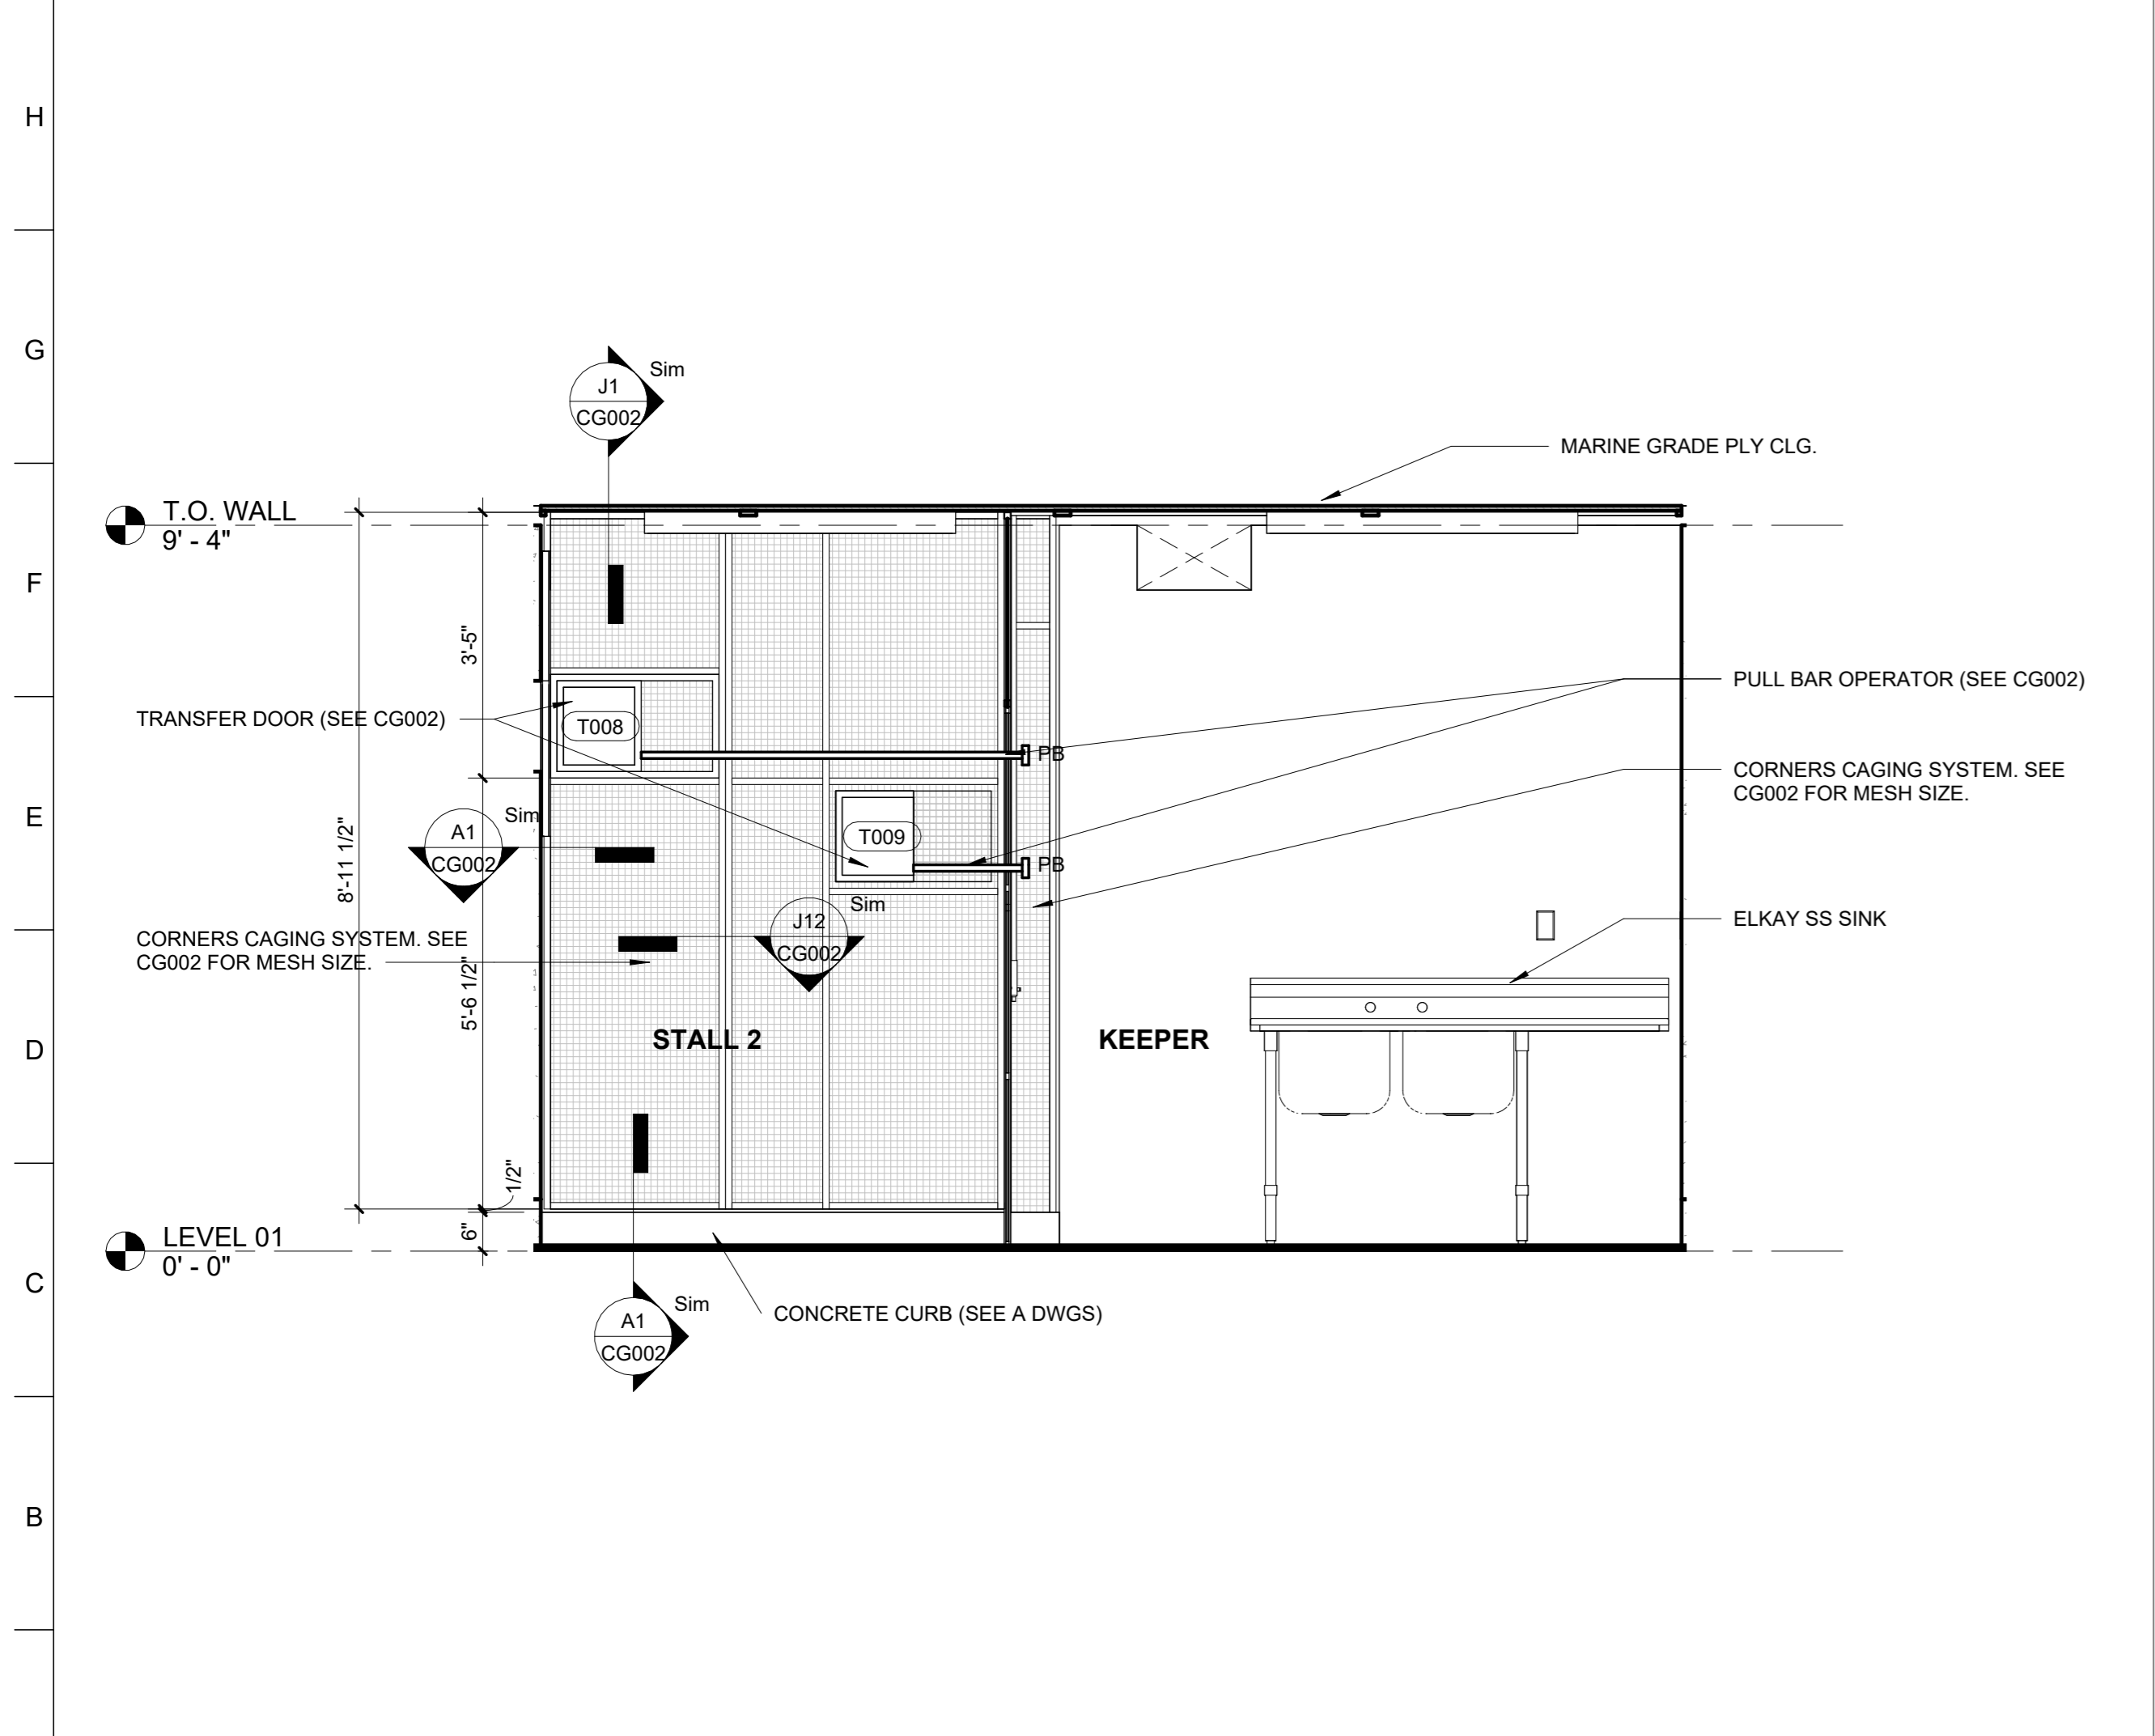 H
G
F
E
D
C
B
J1
CG002
Sim
MARINE GRADE PLY CLG.
T.O. WALL
9' - 4"
3'-5"
TRANSFER DOOR (SEE CG002)
T008
PULL BAR OPERATOR (SEE CG002)
PB
CORNERS CAGING SYSTEM. SEE
CG002 FOR MESH SIZE.
Sim
A1
CG002
T009
PB
8'-11 1/2"
Sim
J12
CG002
ELKAY SS SINK
CORNERS CAGING SYSTEM. SEE
CG002 FOR MESH SIZE.
5'-6 1/2"
STALL 2
KEEPER
1/2"
6"
LEVEL 01
0' - 0"
Sim
A1
CG002
CONCRETE CURB (SEE A DWGS)